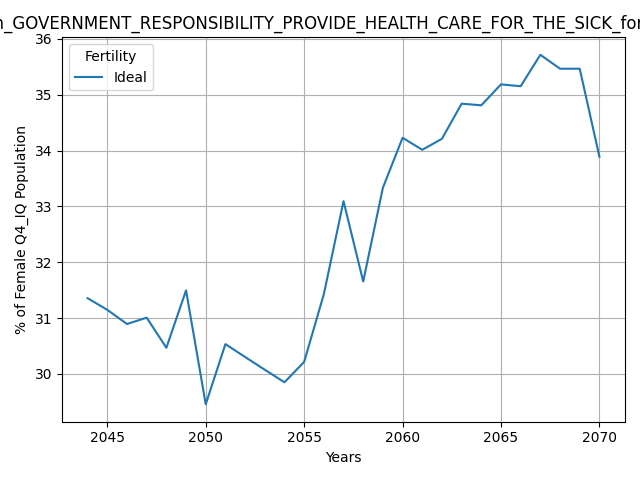 _GOVERNMENT_RESPONSIBILITY_PROVIDE_HEALTH_CARE_FOR_THE_SICK_
36
Fertility
Ideal
35
34
33
32
31
30
% of Female Q4_IQ Population
2045 2050 2055 2060 2065 2070
Years